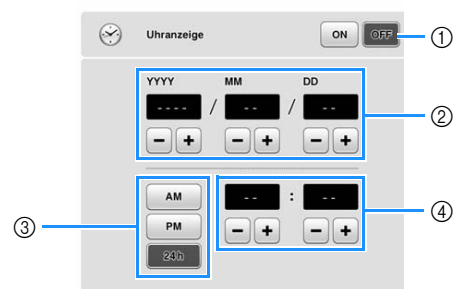 Uhranzeige ON OFF ①
YYYY MM DD
---- / -- / -- ②
− + − + − +
③ AM -- : -- ④
PM − + − +
24h